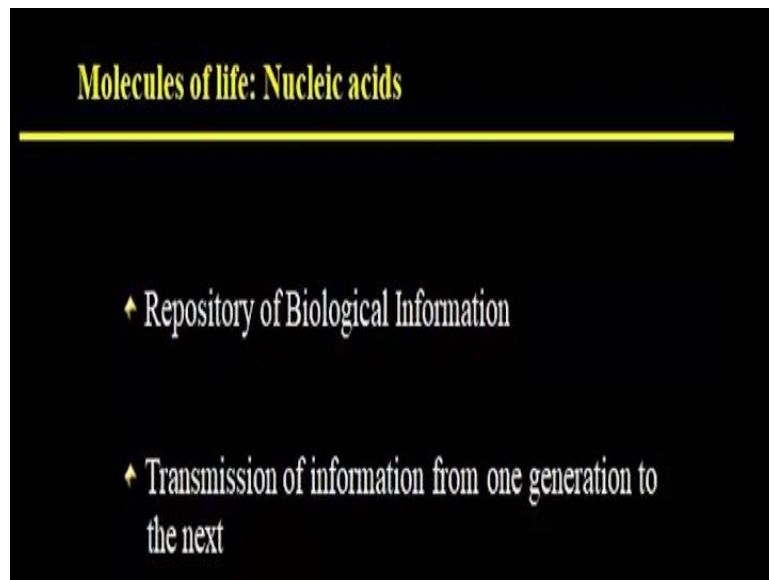 Molecules of life: Nucleic acids
Repository of Biological Information
Transmission of information from one generation to
the next